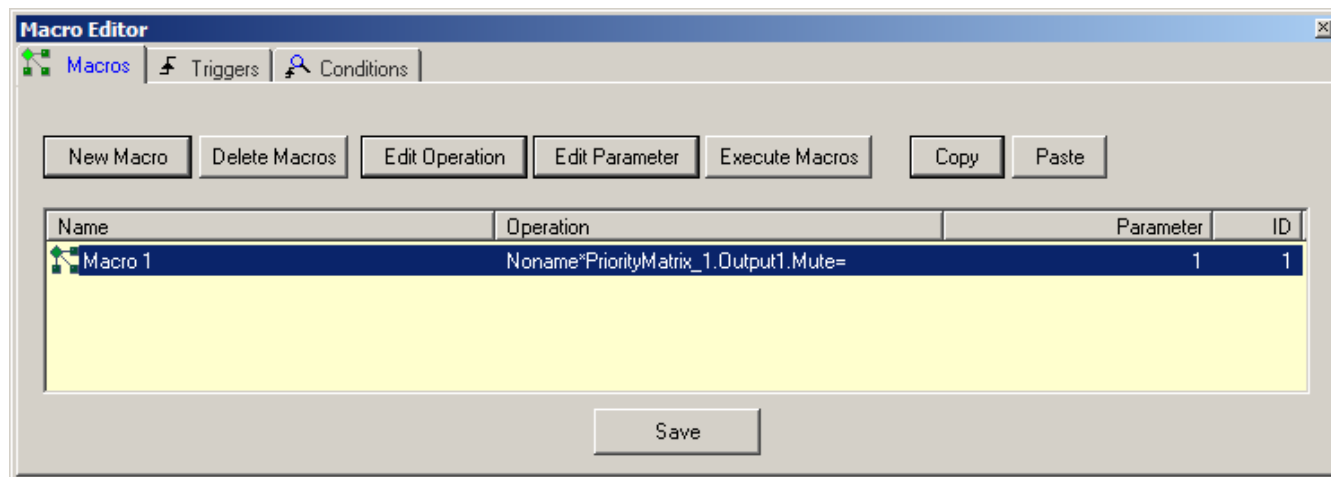 Macro Editor
Macros Triggers Conditions
New Macro Delete Macros Edit Operation Edit Parameter Execute Macros Copy Paste
Name Operation Parameter ID
Macro 1 Noname*PriorityMatrix_1.Output1.Mute= 1 1
Save